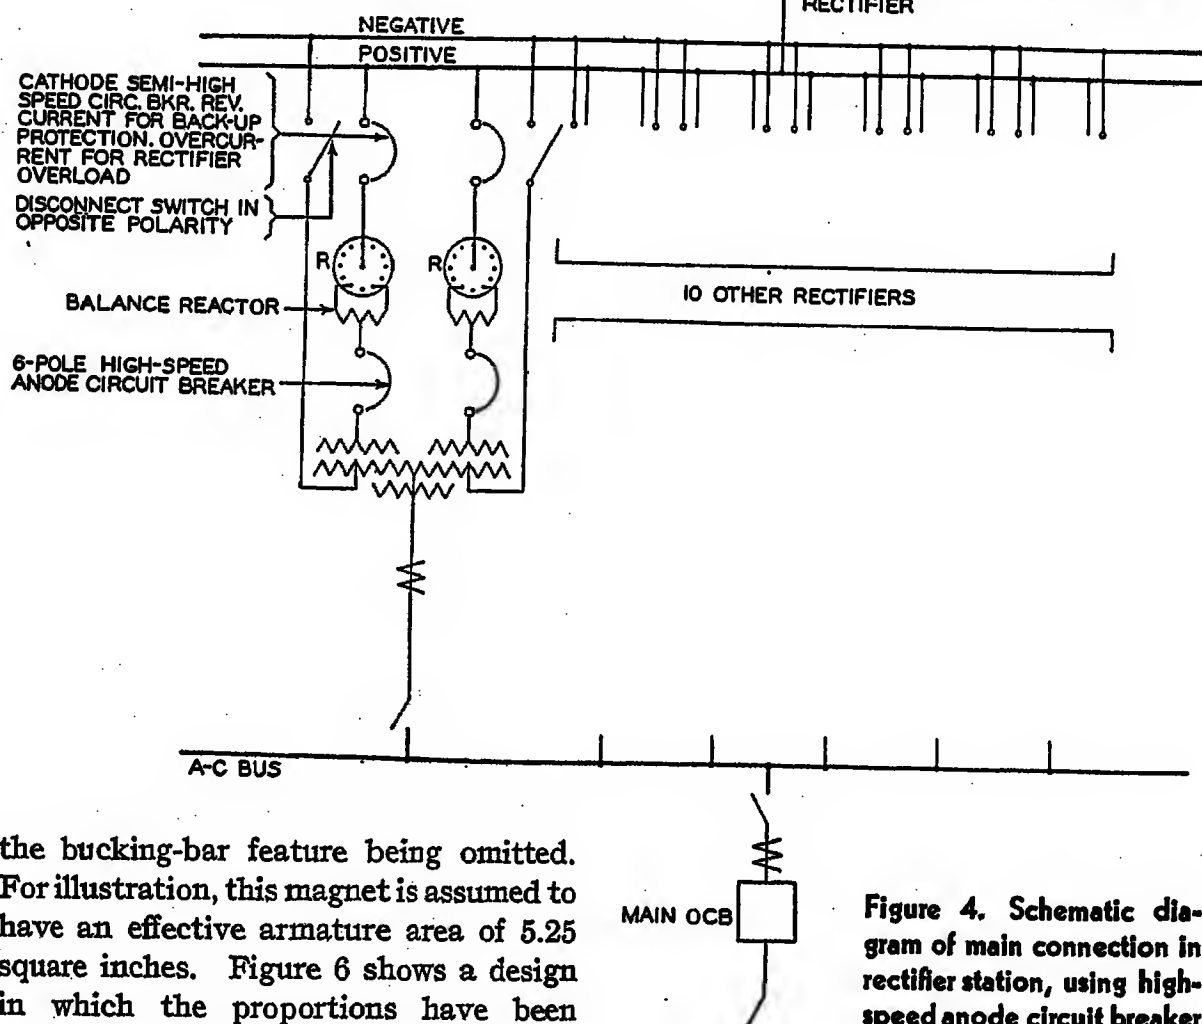 RECTIFIER
NEGATIVE
POSITIVE
CATHODE SEMI-HIGH
SPEED CIRC. BKR. REV.
CURRENT FOR BACK-UP
PROTECTION. OVERCUR-
RENT FOR RECTIFIER
OVERLOAD
DISCONNECT SWITCH IN
OPPOSITE POLARITY
R
R
BALANCE REACTOR
10 OTHER RECTIFIERS
6-POLE HIGH-SPEED
ANODE CIRCUIT BREAKER
A-C BUS
MAIN OCB
the bucking-bar feature being omitted.
For illustration, this magnet is assumed to
have an effective armature area of 5.25
square inches. Figure 6 shows a design
in which the proportions have been
Figure 4. Schematic dia-
gram of main connection in
rectifier station, using high-
speed anode circuit breaker